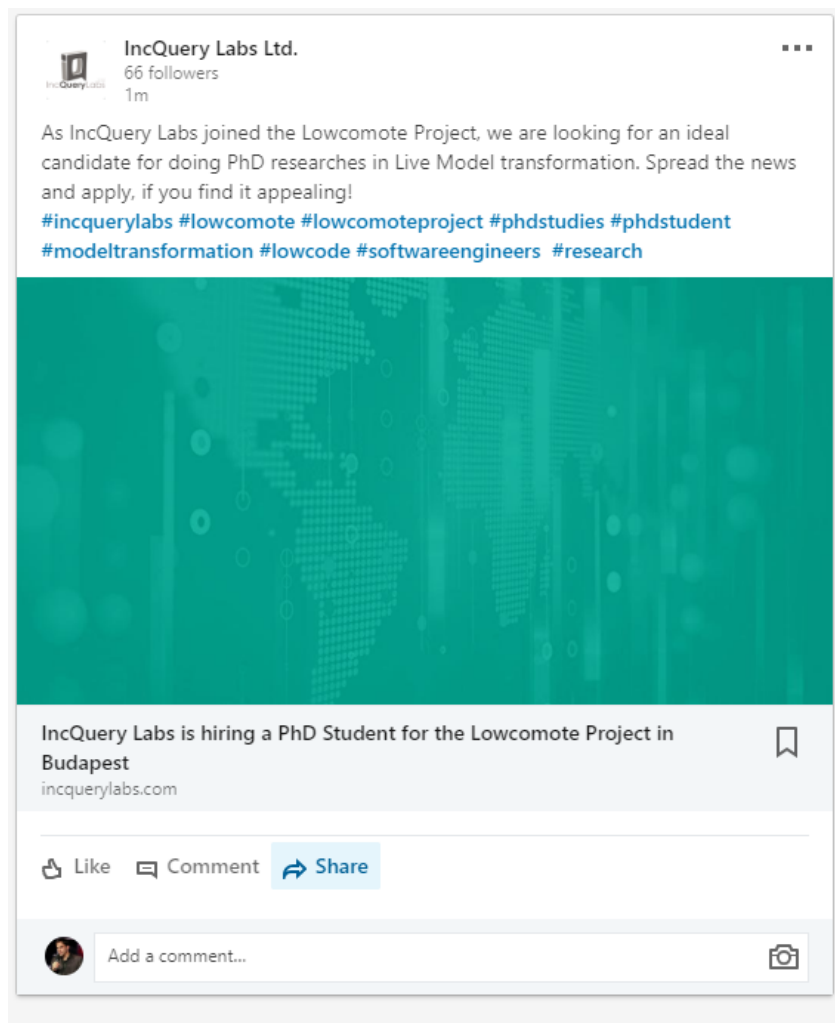 IncQuery Labs Ltd.
IncQueryLabs
66 followers
1m
As IncQuery Labs joined the Lowcomote Project, we are looking for an ideal
candidate for doing PhD researches in Live Model transformation. Spread the news
and apply, if you find it appealing!
#incquerylabs #lowcomote #lowcomoteproject #phdstudies #phdstudent
#modeltransformation #lowcode #softwareengineers #research
IncQuery Labs is hiring a PhD Student for the Lowcomote Project in
Budapest
incquerylabs.com
Like Comment Share
Add a comment...